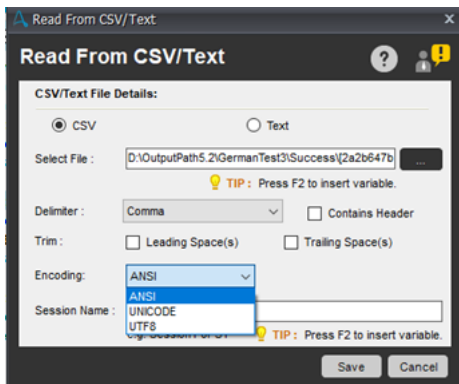 Read From CSV/Text x
Read From CSV/Text ?
CSV/Text File Details:
CSV Text
Select File : D:\OutputPath5.2\GermanTest3\Success\[2a2b647b ...
TIP : Press F2 to insert variable.
Delimiter : Comma Contains Header
Trim : Leading Space(s) Trailing Space(s)
Encoding: ANSI
ANSI
UNICODE
Session Name :
UTF8
TIP : Press F2 to insert variable.
Save Cancel